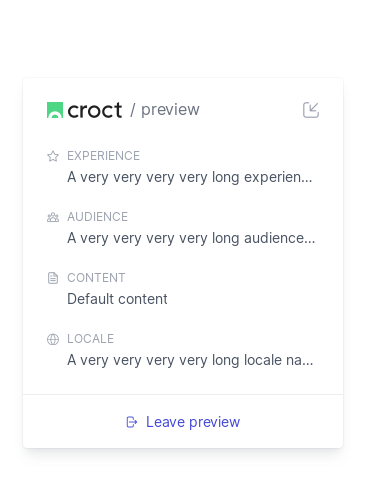 croct / preview
EXPERIENCE
A very very very very long experien...
AUDIENCE
A very very very very long audience...
CONTENT
Default content
LOCALE
A very very very very long locale na...
Leave preview